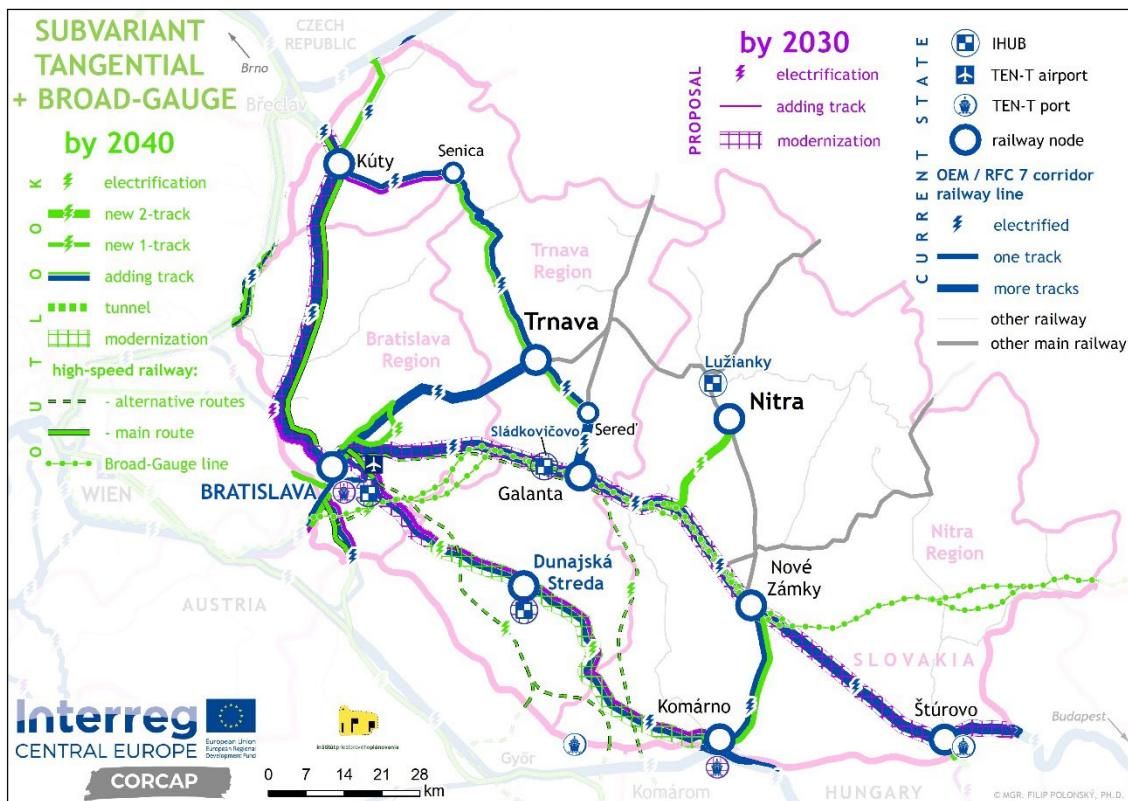 SUBVARIANT
TANGENTIAL
+ BROAD-GAUGE
by 2040
OUTLOOK
electrification
new 2-track
new 1-track
adding track
tunnel
modernization
high-speed railway:
- alternative routes
- main route
Broad-Gauge line
by 2030
PROPOSAL
electrification
adding track
modernization
CURRENT STATE
IHUB
TEN-T airport
TEN-T port
railway node
OEM / RFC 7 corridor
railway line
electrified
one track
more tracks
other railway
other main railway
CZECH
REPUBLIC
Brno
Břeclav
Kúty
Senica
Trnava
Region
Trnava
Bratislava
Region
Lužianky
Nitra
Sereď
Sládkovičovo
Galanta
BRATISLAVA
WIEN
Nitra
Region
Dunajská
Streda
Nové
Zámky
AUSTRIA
SLOVAKIA
Komárno
Štúrovo
Budapest
Győr
Komárom
HUNGARY
Interreg
CENTRAL EUROPE
European Union
European Regional
Development Fund
CORCAP
0 7 14 21 28
km
© MGR. FILIP POLONSKÝ, PH.D.